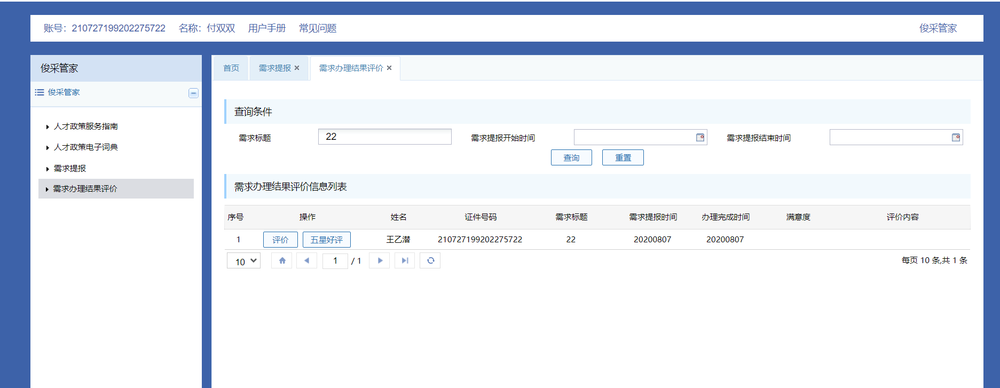 账号：210727199202275722 名称：付双双 用户手册 常见问题 俊采管家
俊采管家
俊采管家
人才政策服务指南
人才政策电子词典
需求提报
需求办理结果评价
首页 需求提报 × 需求办理结果评价 ×
查询条件
需求标题 22 需求提报开始时间 需求提报结束时间
查询 重置
需求办理结果评价信息列表
序号 操作 姓名 证件号码 需求标题 需求提报时间 办理完成时间 满意度 评价内容
1 评价 五星好评 王乙潜 210727199202275722 22 20200807 20200807
10 1 / 1 每页 10 条,共 1 条